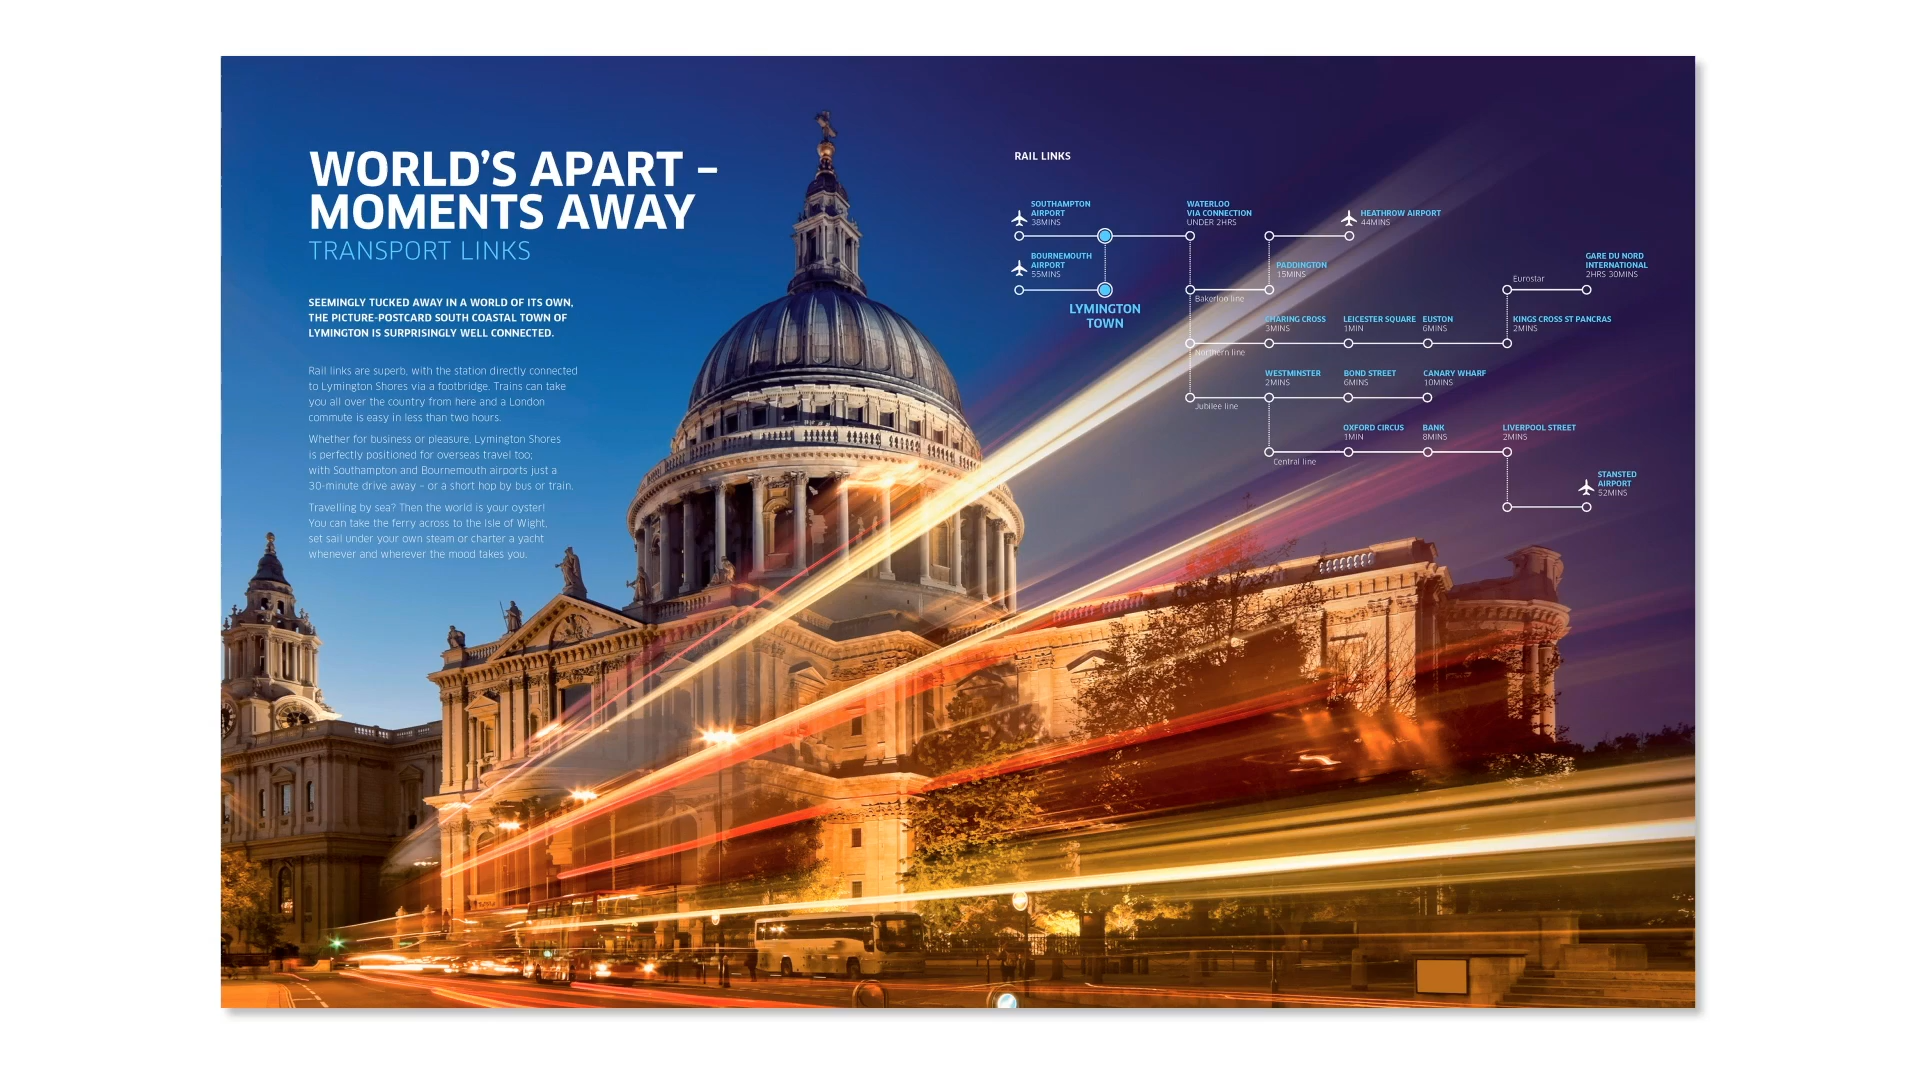 WORLD’S APART –
MOMENTS AWAY
TRANSPORT LINKS
SEEMINGLY TUCKED AWAY IN A WORLD OF ITS OWN,
THE PICTURE-POSTCARD SOUTH COASTAL TOWN OF
LYMINGTON IS SURPRISINGLY WELL CONNECTED.
Rail links are superb, with the station directly connected
to Lymington Shores via a footbridge. Trains can take
you all over the country from here and a London
commute is easy in less than two hours.
Whether for business or pleasure, Lymington Shores
is perfectly positioned for overseas travel too;
with Southampton and Bournemouth airports just a
30-minute drive away – or a short hop by bus or train.
Travelling by sea? Then the world is your oyster!
You can take the ferry across to the Isle of Wight,
set sail under your own steam or charter a yacht
whenever and wherever the mood takes you.
RAIL LINKS
SOUTHAMPTON
AIRPORT
38MINS
BOURNEMOUTH
AIRPORT
55MINS
LYMINGTON
TOWN
WATERLOO
VIA CONNECTION
UNDER 2HRS
HEATHROW AIRPORT
44MINS
PADDINGTON
15MINS
Bakerloo line
GARE DU NORD
INTERNATIONAL
2HRS 30MINS
Eurostar
CHARING CROSS
3MINS
LEICESTER SQUARE
1MIN
EUSTON
6MINS
KINGS CROSS ST PANCRAS
2MINS
Northern line
WESTMINSTER
2MINS
BOND STREET
6MINS
CANARY WHARF
10MINS
Jubilee line
OXFORD CIRCUS
1MIN
BANK
8MINS
LIVERPOOL STREET
2MINS
Central line
STANSTED
AIRPORT
52MINS